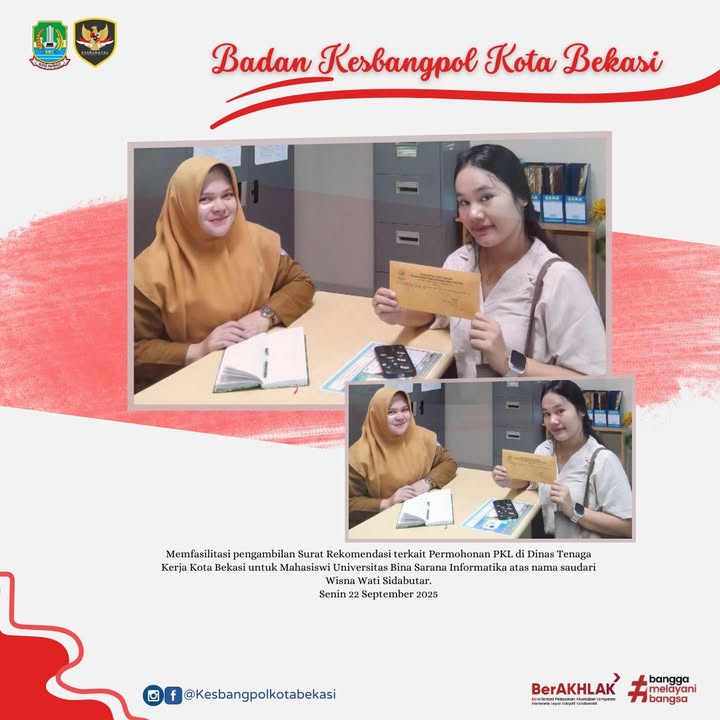 Badan Kesbangpol Kota Bekasi
Memfasilitasi pengambilan Surat Rekomendasi terkait Permohonan PKL di Dinas Tenaga
Kerja Kota Bekasi untuk Mahasiswi Universitas Bina Sarana Informatika atas nama saudari
Wisna Wati Sidabutar.
Senin 22 September 2025
@Kesbangpolkotabekasi
BerAKHLAK
#bangga
melayani
bangsa